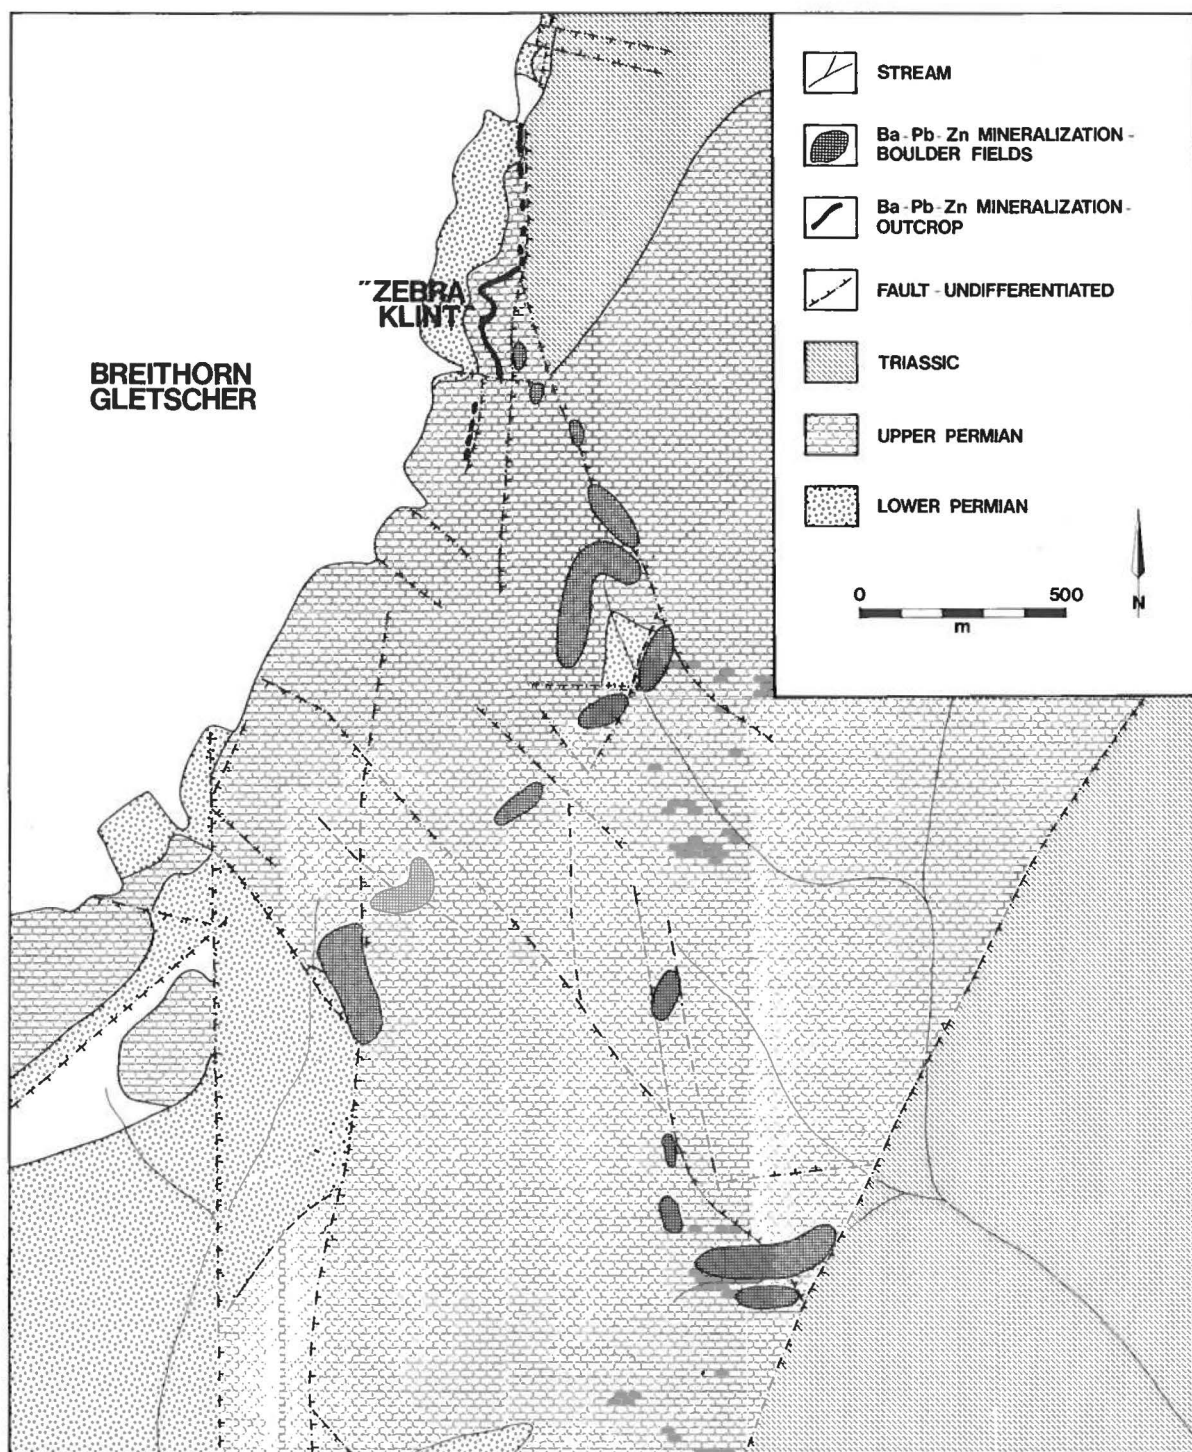 "ZEBRA
KLINT"
BREITHORN
GLETSCHER
STREAM
Ba-Pb-Zn MINERALIZATION-
BOULDER FIELDS
Ba-Pb-Zn MINERALIZATION-
OUTCROP
FAULT-UNDIFFERENTIATED
TRIASSIC
UPPER PERMIAN
LOWER PERMIAN
0 500
m
N